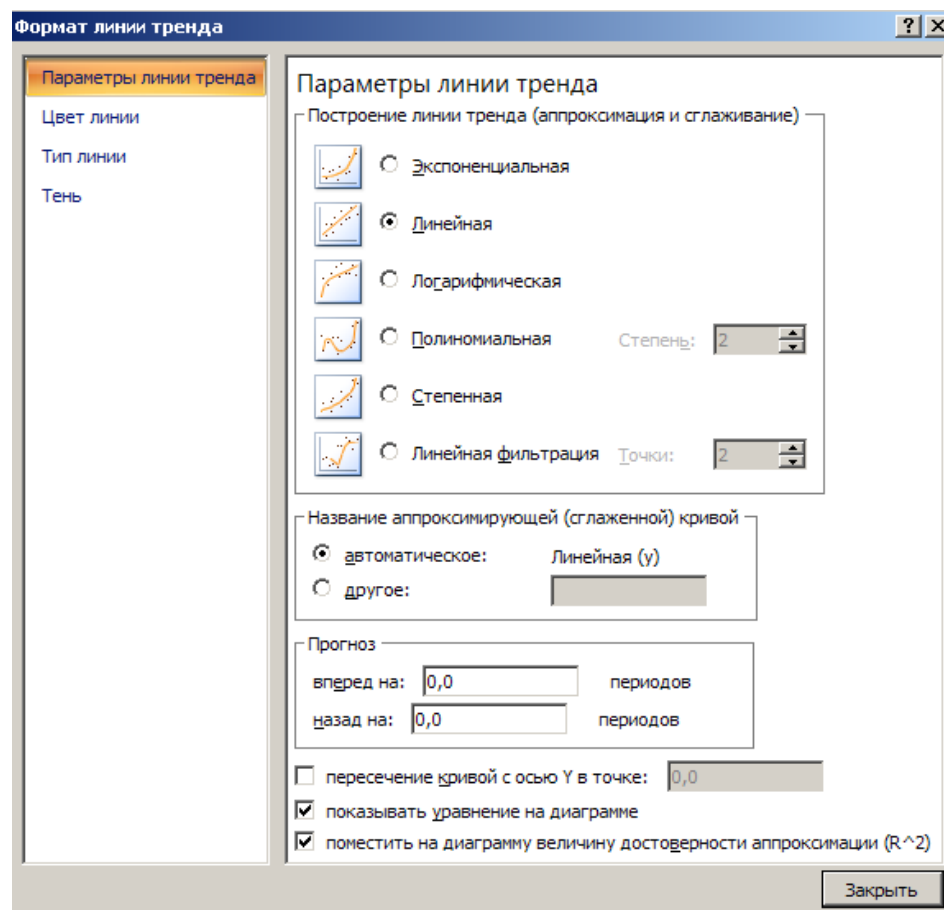 Формат линии тренда
Параметры линии тренда
Цвет линии
Тип линии
Тень
Параметры линии тренда
Построение линии тренда (аппроксимация и сглаживание)
Экспоненциальная
Линейная
Логарифмическая
Полиномиальная Степень: 2
Степенная
Линейная фильтрация Точки: 2
Название аппроксимирующей (сглаженной) кривой
автоматическое: Линейная (y)
другое:
Прогноз
вперед на: 0,0 периодов
назад на: 0,0 периодов
пересечение кривой с осью Y в точке: 0,0
показывать уравнение на диаграмме
поместить на диаграмму величину достоверности аппроксимации (R^2)
Закрыть